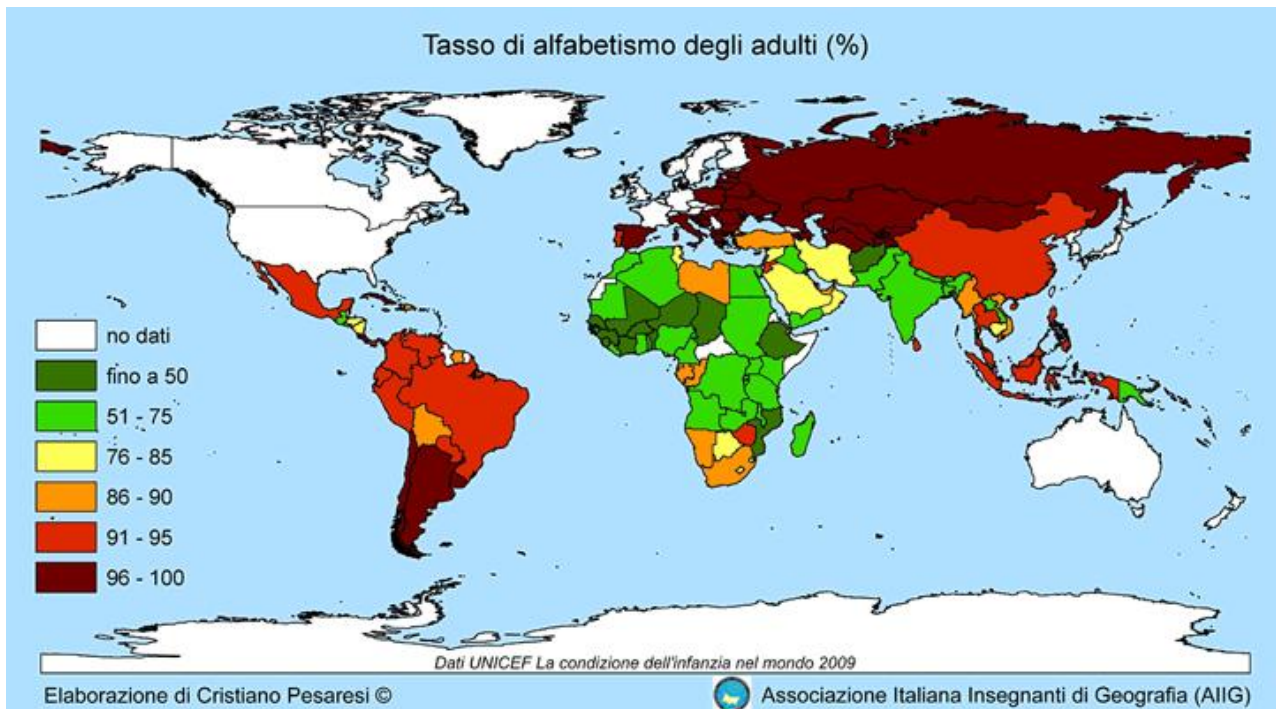 Tasso di alfabetismo degli adulti (%)
no dati
fino a 50
51 - 75
76 - 85
86 - 90
91 - 95
96 - 100
Dati UNICEF La condizione dell'infanzia nel mondo 2009
Elaborazione di Cristiano Pesaresi ©
Associazione Italiana Insegnanti di Geografia (AIIG)